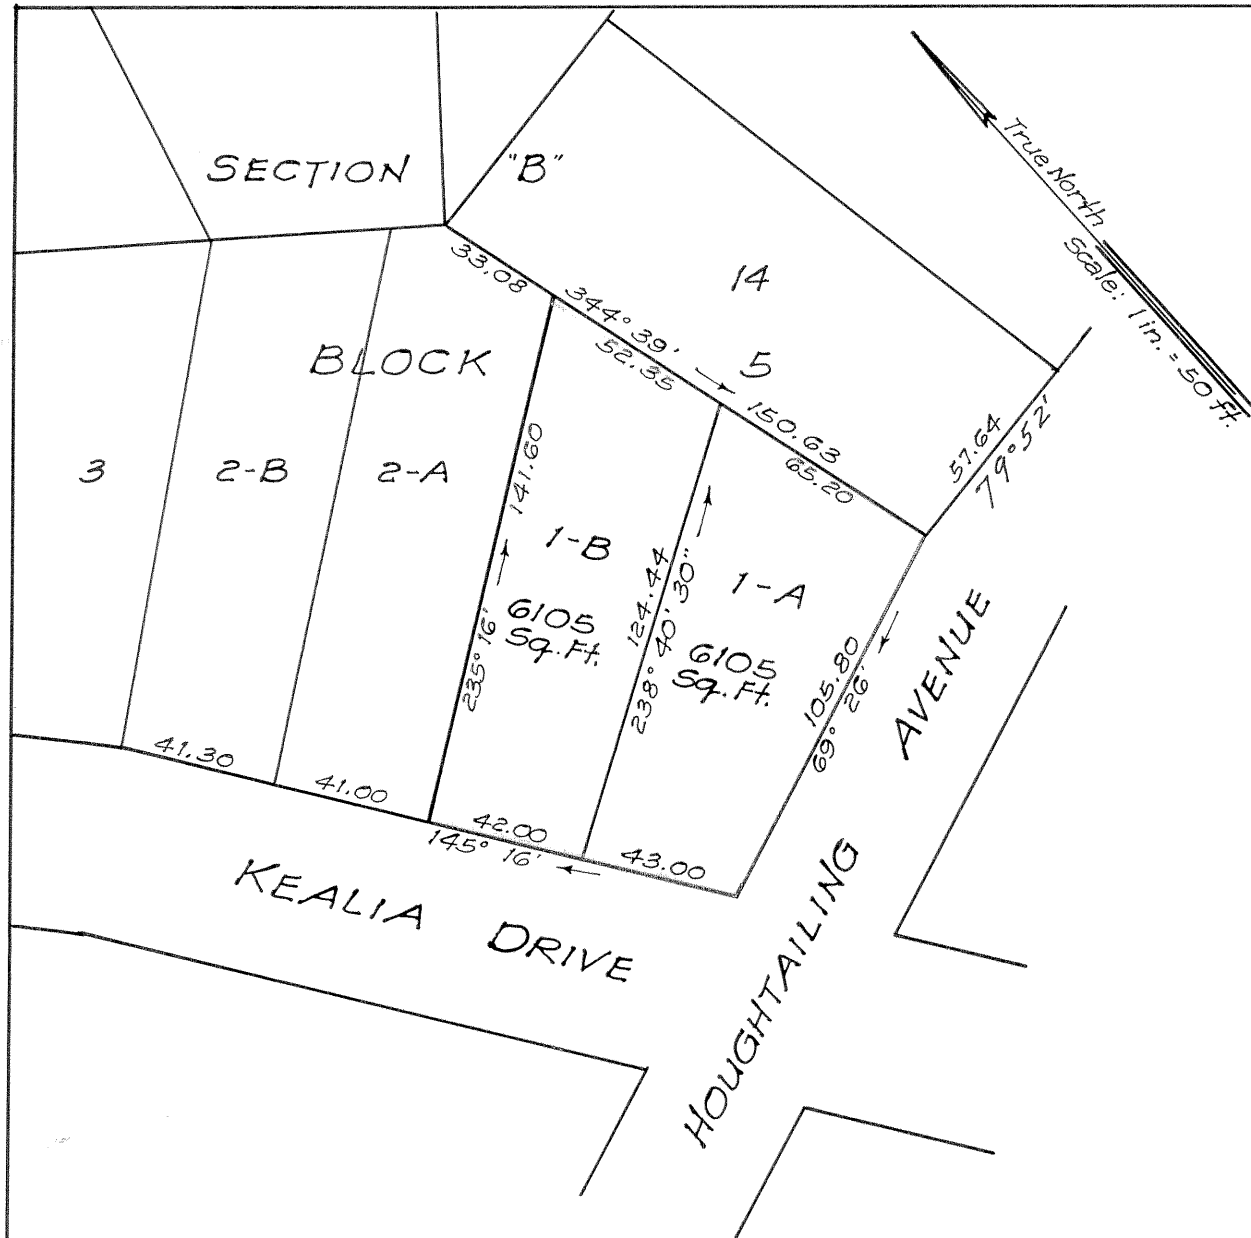 SECTION "B"
True North
Scale: 1 in. = 50 ft.
33.08
344° 39'
52.35
14
5
150.63
65.20
57.64
79° 52'
BLOCK
3
2-B
2-A
141.60
235° 16'
1-B
6105
Sq. Ft.
124.44
238° 40' 30"
1-A
6105
Sq. Ft.
105.80
69° 26'
41.30
41.00
42.00
145° 16'
43.00
KEALIA DRIVE
HOUGHTAILING AVENUE